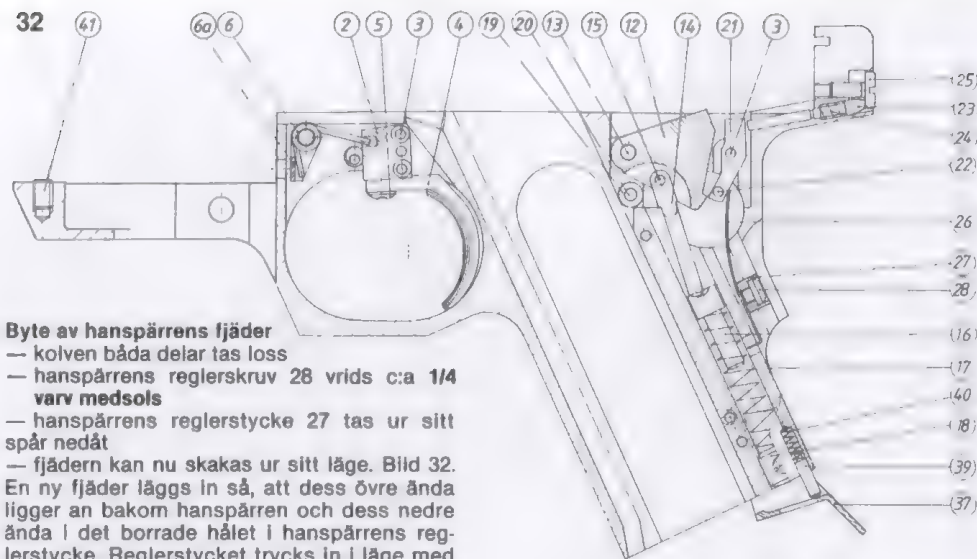 32
41 6a 6 2 5 3 4 19 20 13 15 12 14 21 3
25
23
24
22
26
27
28
16
17
40
18
39
37
Byte av hanspärrens fjäder
— kolven båda delar tas loss
— hanspärrens reglerskruv 28 vrids c:a 1/4
varv medsols
— hanspärrens reglerstycke 27 tas ur sitt
spår nedåt
— fjädern kan nu skakas ur sitt läge. Bild 32.
En ny fjäder läggs in så, att dess övre ända
ligger an bakom hanspärren och dess nedre
ända i det borrade hålet i hanspärrens reg-
lerstycke. Reglerstycket trycks in i läge med